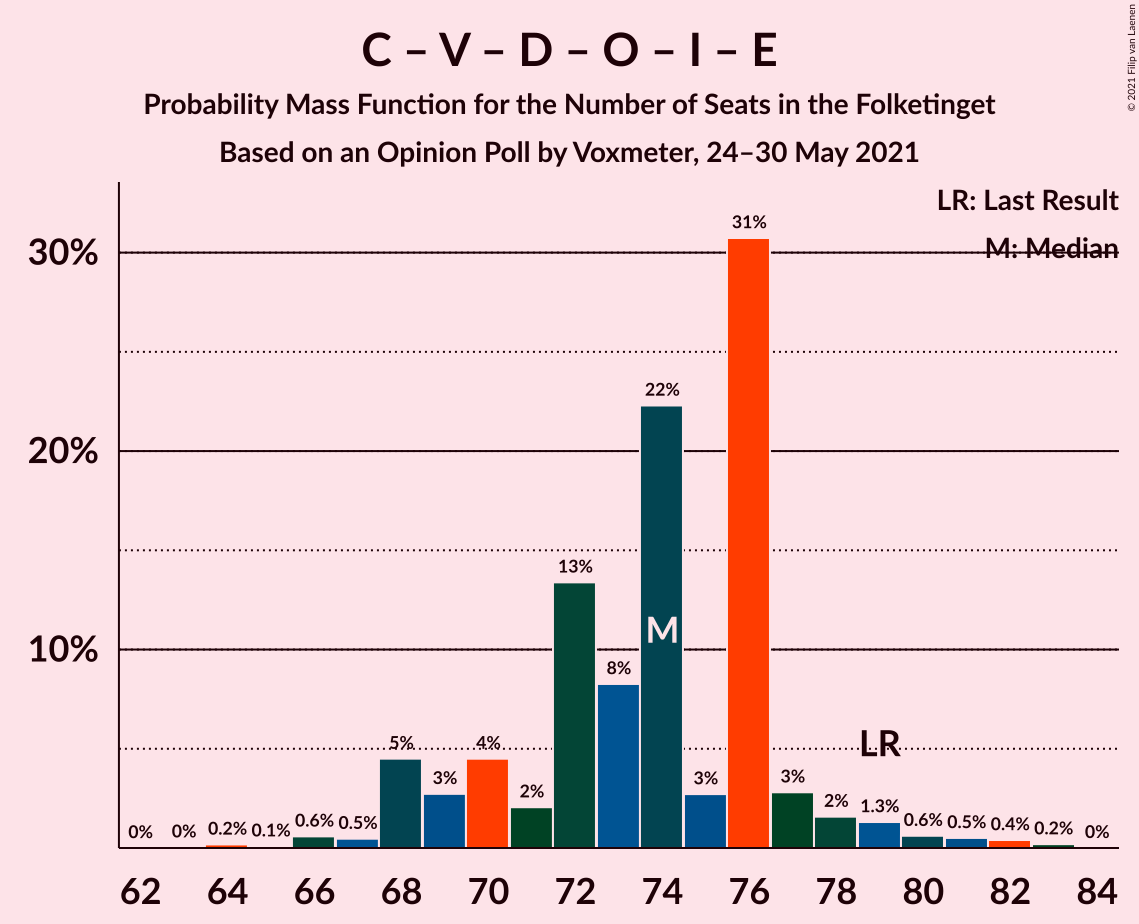 C – V – D – O – I – E
Probability Mass Function for the Number of Seats in the Folketinget
Based on an Opinion Poll by Voxmeter, 24–30 May 2021
© 2021 Filip van Laenen
LR: Last Result
M: Median
30%
20%
10%
0%
0%
0.2%
0.1%
0.6%
0.5%
5%
3%
4%
2%
13%
8%
22%
M
3%
31%
3%
2%
1.3%
LR
0.6%
0.5%
0.4%
0.2%
0%
62 64 66 68 70 72 74 76 78 80 82 84